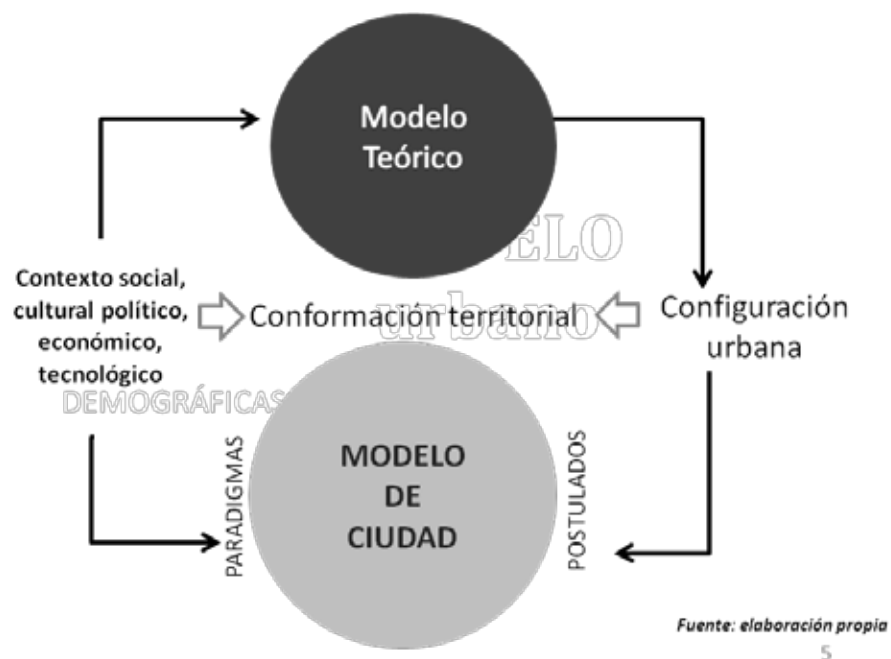 Modelo
Teórico
ELO
urbano
Contexto social,
cultural político,
económico,
tecnológico
Conformación territorial
Configuración
urbana
DEMOGRÁFICAS
PARADIGMAS
MODELO
DE
CIUDAD
POSTULADOS
Fuente: elaboración propia
5